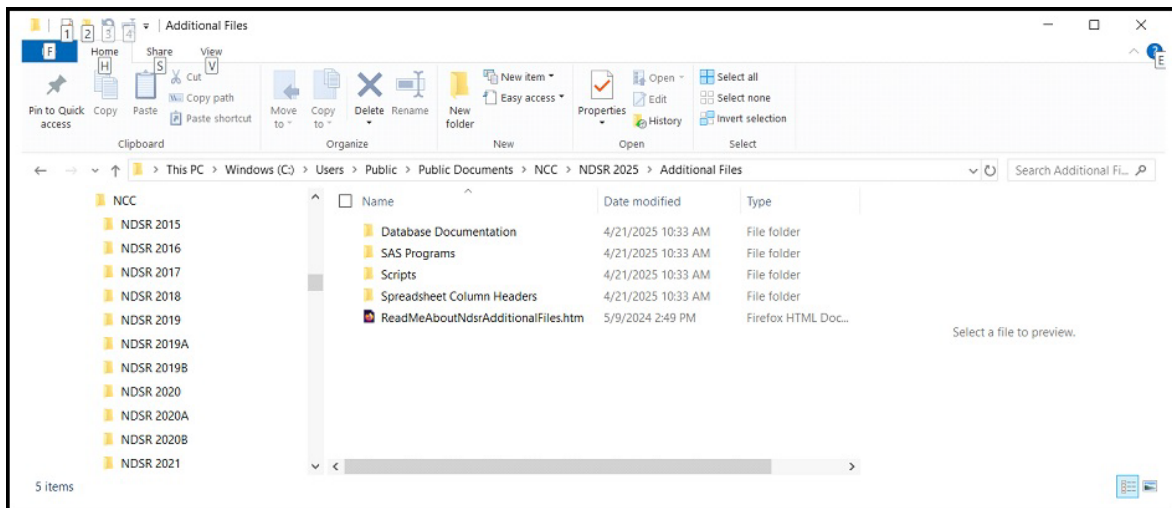 Additional Files
1 2 3 4
F Home Share View
H S V E
Pin to Quick access
Copy
Paste
Cut
Copy path
Paste shortcut
Clipboard
Move to
Copy to
Delete
Rename
Organize
New folder
New item
Easy access
New
Properties
Open
Edit
History
Open
Select all
Select none
Invert selection
Select
This PC > Windows (C:) > Users > Public > Public Documents > NCC > NDSR 2025 > Additional Files
Search Additional Fi...
NCC
NDSR 2015
NDSR 2016
NDSR 2017
NDSR 2018
NDSR 2019
NDSR 2019A
NDSR 2019B
NDSR 2020
NDSR 2020A
NDSR 2020B
NDSR 2021
Name Date modified Type
Database Documentation 4/21/2025 10:33 AM File folder
SAS Programs 4/21/2025 10:33 AM File folder
Scripts 4/21/2025 10:33 AM File folder
Spreadsheet Column Headers 4/21/2025 10:33 AM File folder
ReadMeAboutNdsrAdditionalFiles.htm 5/9/2024 2:49 PM Firefox HTML Doc...
Select a file to preview.
5 items